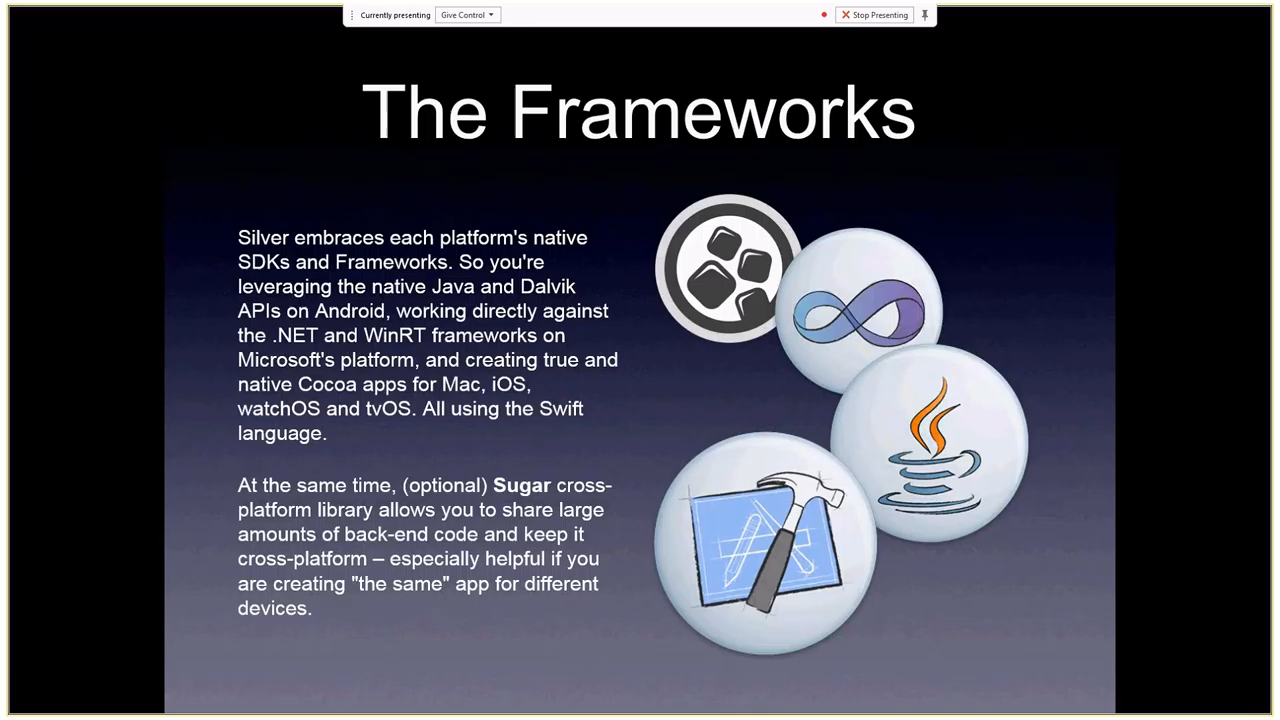 Currently presenting Give Control Stop Presenting
The Frameworks
Silver embraces each platform's native
SDKs and Frameworks. So you're
leveraging the native Java and Dalvik
APIs on Android, working directly against
the .NET and WinRT frameworks on
Microsoft's platform, and creating true and
native Cocoa apps for Mac, iOS,
watchOS and tvOS. All using the Swift
language.
At the same time, (optional) Sugar cross-
platform library allows you to share large
amounts of back-end code and keep it
cross-platform – especially helpful if you
are creating "the same" app for different
devices.